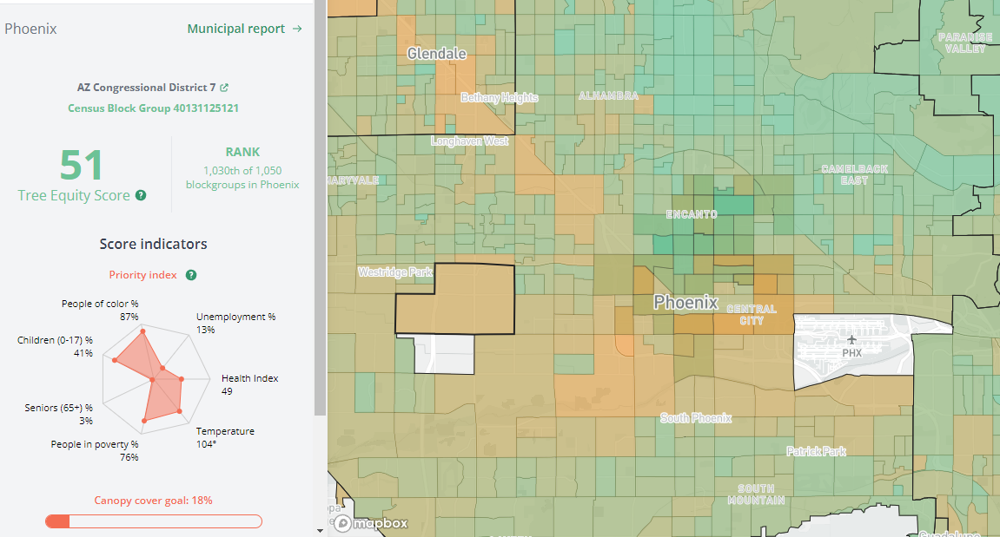 Phoenix
Municipal report →
AZ Congressional District 7
Census Block Group 40131125121
51
Tree Equity Score ?
RANK
1,030th of 1,050
blockgroups in Phoenix
Score indicators
Priority index ?
People of color %
87%
Unemployment %
13%
Children (0-17) %
41%
Health Index
49
Seniors (65+) %
3%
Temperature
104°
People in poverty %
76%
Canopy cover goal: 18%
PARADISE
VALLEY
Glendale
Bethany Heights
ALHAMBRA
Longhaven West
CAMELBACK
EAST
MARYVALE
ENCANTO
Westridge Park
Phoenix
CENTRAL
CITY
PHX
South Phoenix
Patrick Park
SOUTH
MOUNTAIN
mapbox
Guadalupe